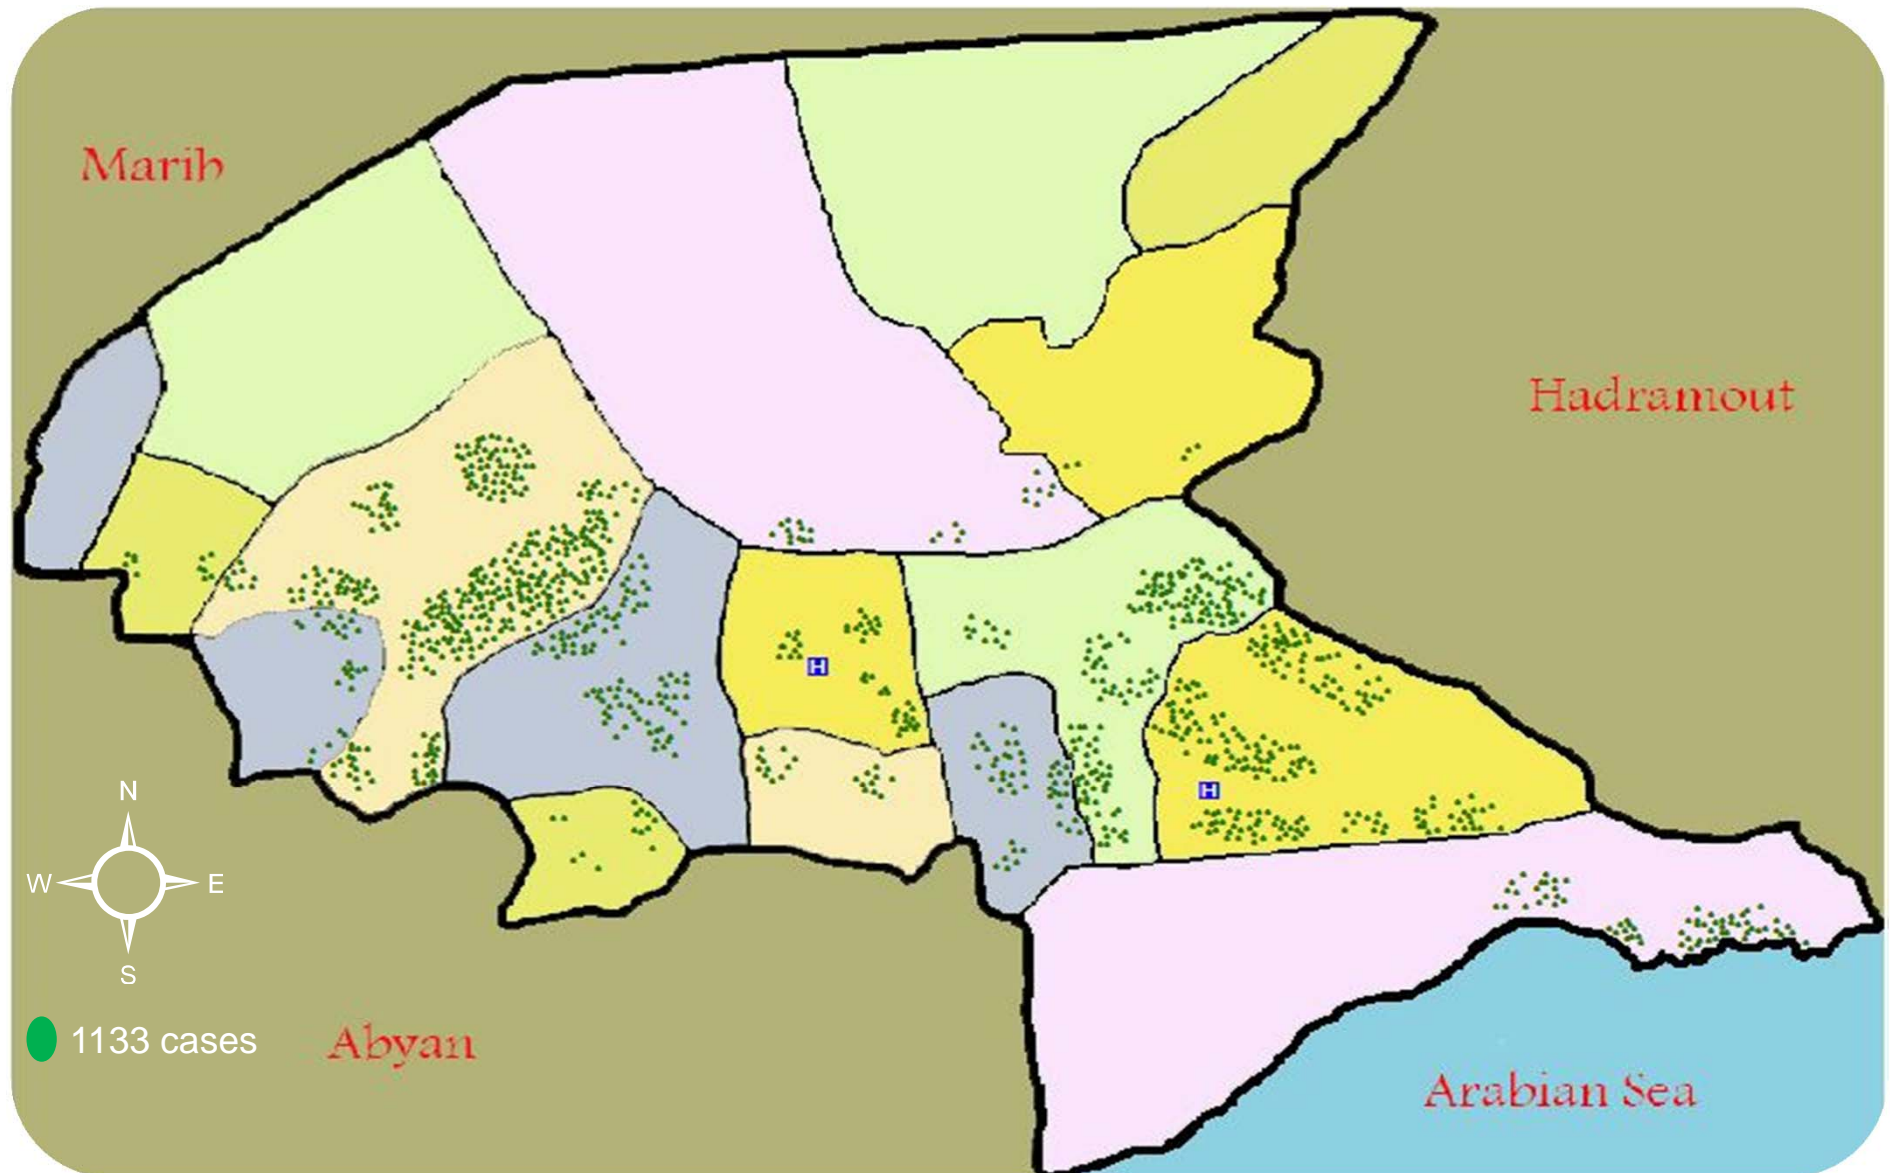 Marib
Hadramout
H
H
N
W E
S
1133 cases
Abyan
Arabian Sea